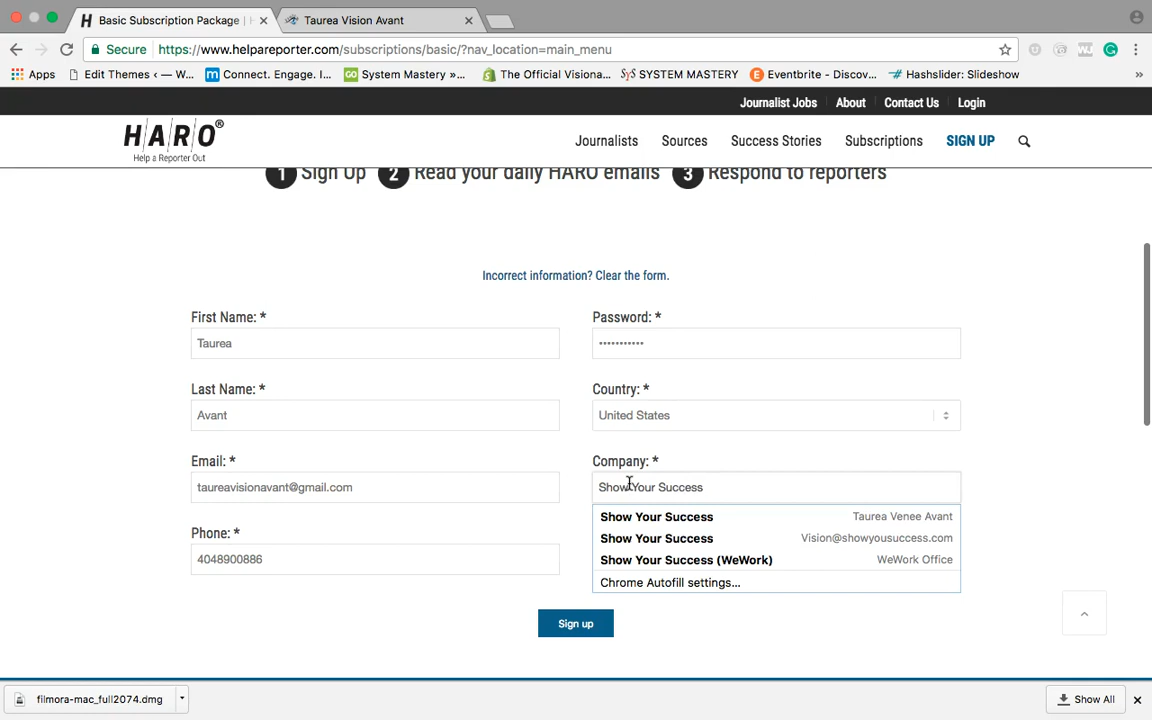 Basic Subscription Package |
Taurea Vision Avant
Secure https://www.helpareporter.com/subscriptions/basic/?nav_location=main_menu
Apps Edit Themes ‹ — W... Connect. Engage. I... System Mastery »... The Official Visiona... SYSTEM MASTERY Eventbrite - Discov... Hashslider: Slideshow »
Journalist Jobs About Contact Us Login
HARO®
Help a Reporter Out
Journalists Sources Success Stories Subscriptions SIGN UP
1 Sign Up 2 Read your daily HARO emails 3 Respond to reporters
Incorrect information? Clear the form.
First Name: *
Taurea
Password: *
•••••••••••
Last Name: *
Avant
Country: *
United States
Email: *
taureavisionavant@gmail.com
Company: *
Show Your Success
Show Your Success Taurea Venee Avant
Show Your Success Vision@showyousuccess.com
Show Your Success (WeWork) WeWork Office
Chrome Autofill settings...
Phone: *
4048900886
Sign up
filmora-mac_full2074.dmg
Show All